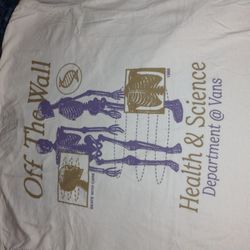 Off The Wall
Health & Science
Department @ Vans